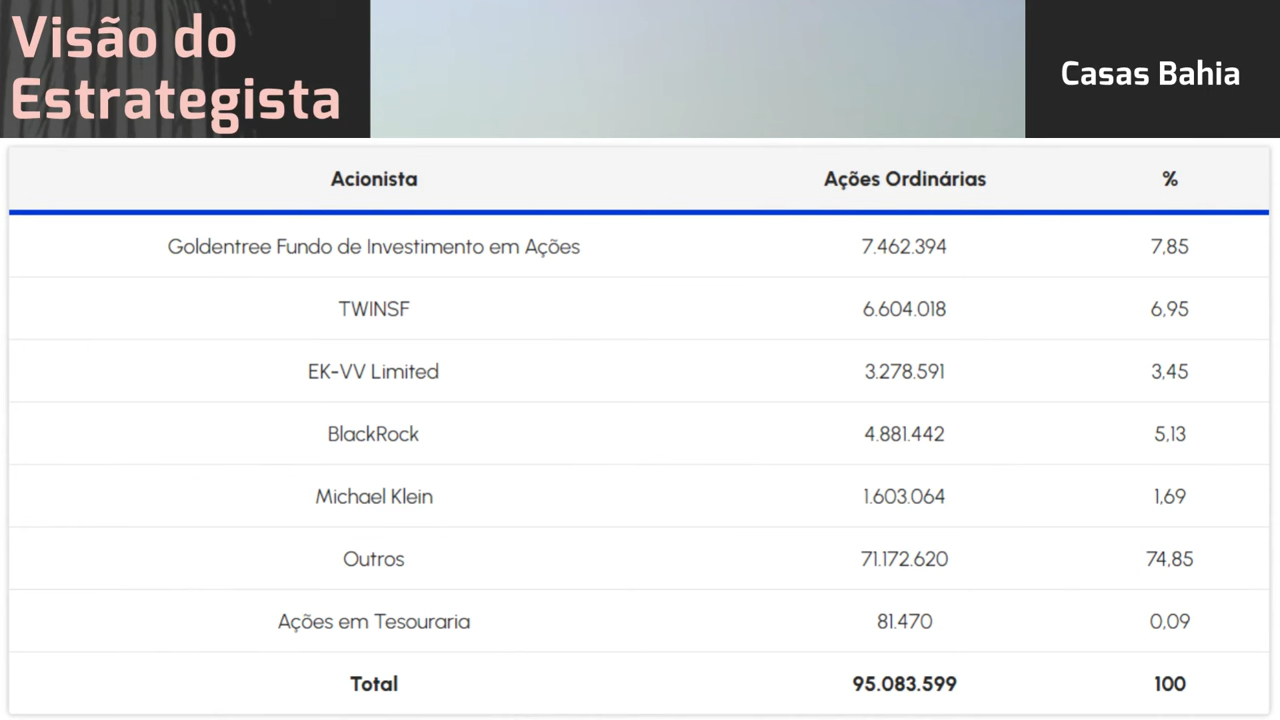 Visão do
Estrategista
Casas Bahia
Acionista Ações Ordinárias %
Goldentree Fundo de Investimento em Ações 7.462.394 7,85
TWINSF 6.604.018 6,95
EK-VV Limited 3.278.591 3,45
BlackRock 4.881.442 5,13
Michael Klein 1.603.064 1,69
Outros 71.172.620 74,85
Ações em Tesouraria 81.470 0,09
Total 95.083.599 100